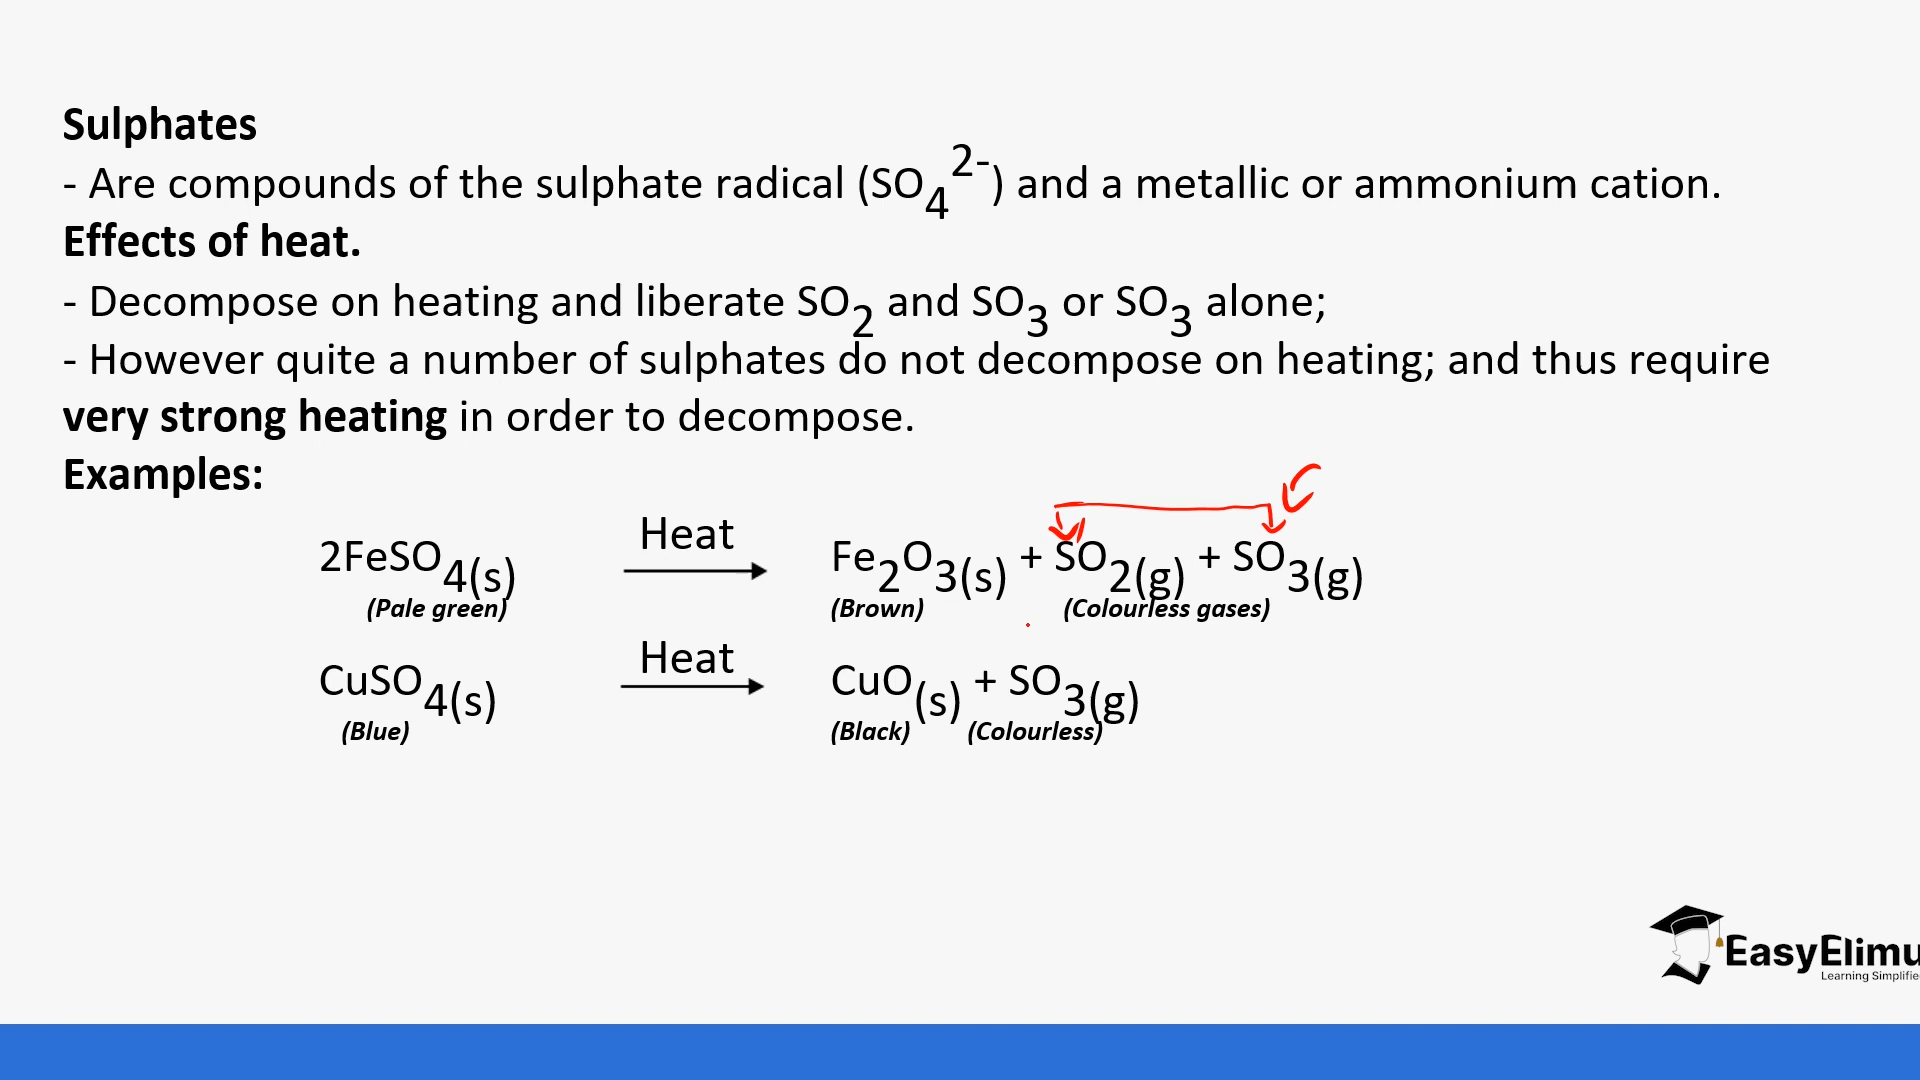 Sulphates
- Are compounds of the sulphate radical (SO₄²⁻) and a metallic or ammonium cation.
Effects of heat.
- Decompose on heating and liberate SO₂ and SO₃ or SO₃ alone;
- However quite a number of sulphates do not decompose on heating; and thus require
very strong heating in order to decompose.
Examples:
2FeSO₄(s) Heat → Fe₂O₃(s) + SO₂(g) + SO₃(g)
(Pale green) (Brown) (Colourless gases)
CuSO₄(s) Heat → CuO(s) + SO₃(g)
(Blue) (Black) (Colourless)
EasyElimu
Learning Simplifie